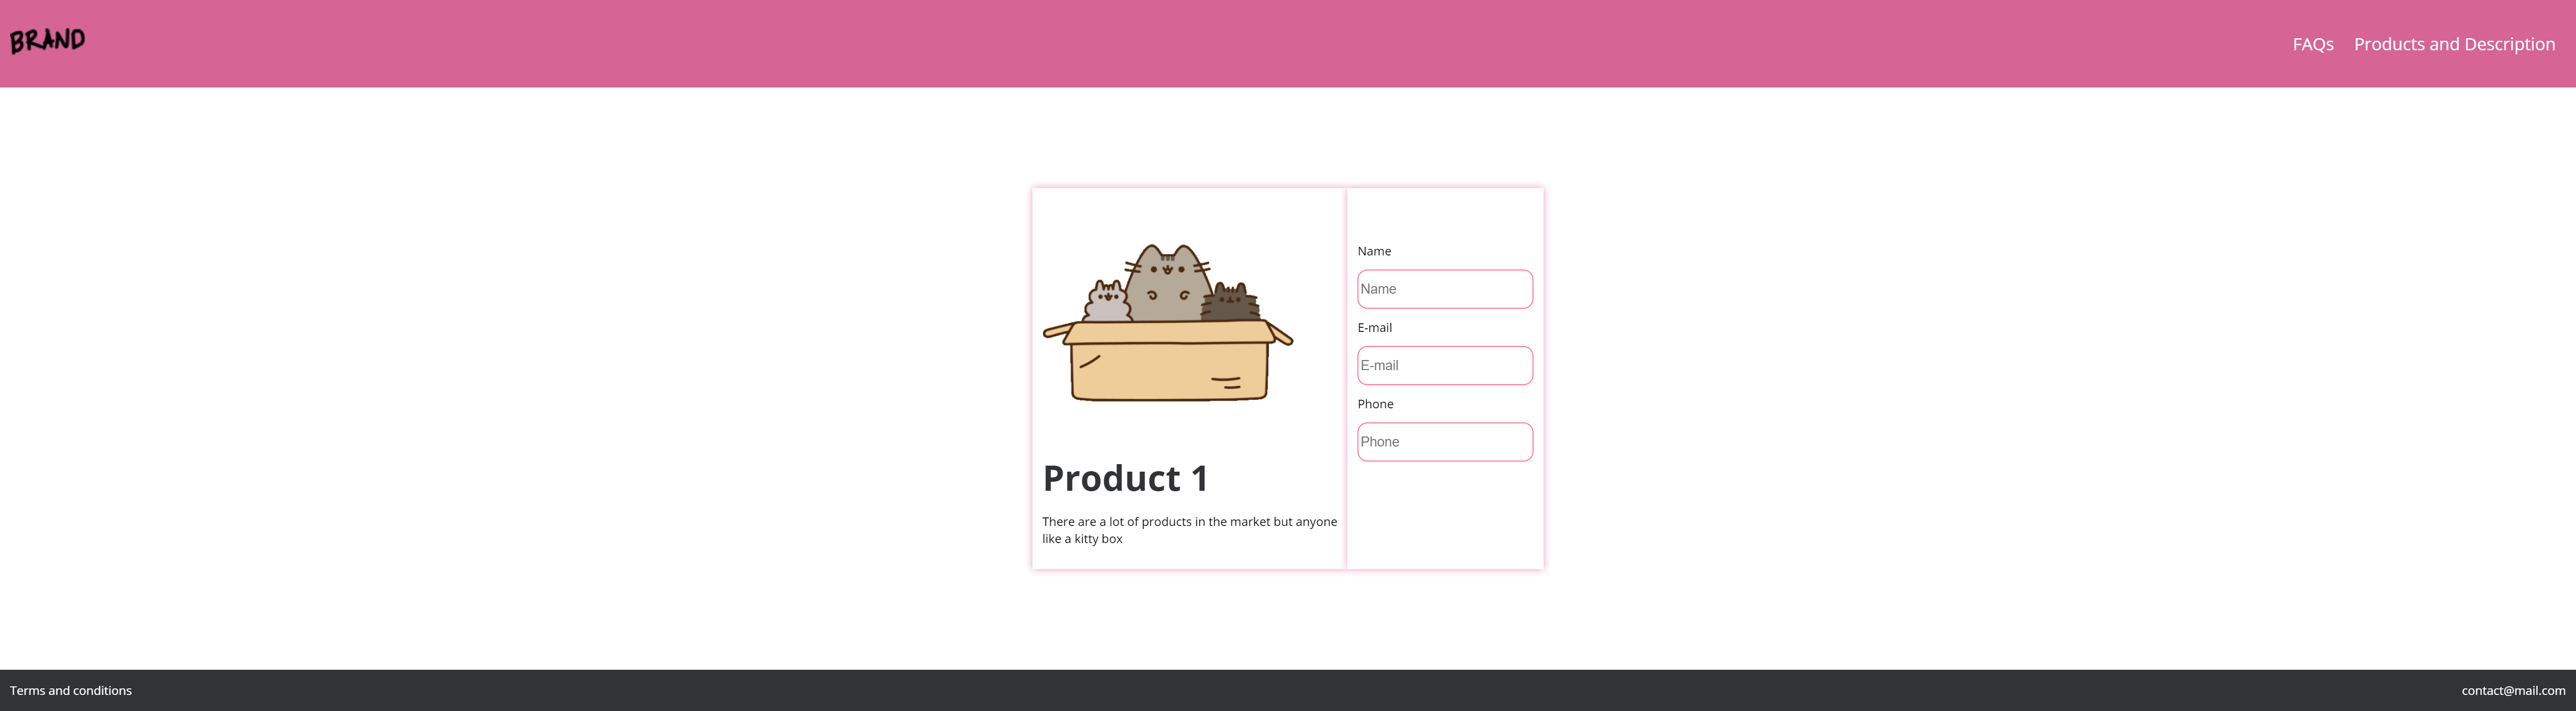 BRAND
FAQs
Products and Description
Name
Name
E-mail
E-mail
Phone
Phone
Product 1
There are a lot of products in the market but anyone
like a kitty box
Terms and conditions
contact@mail.com